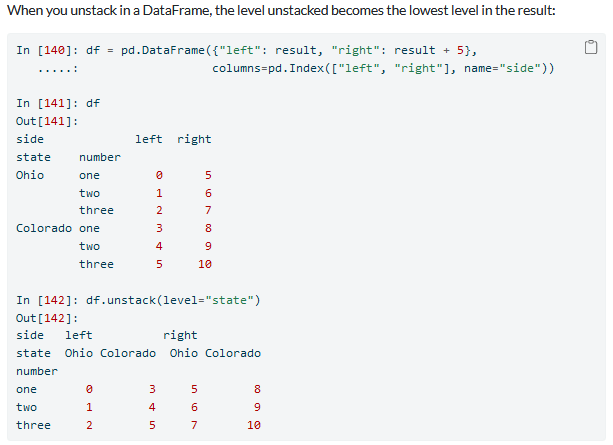 When you unstack in a DataFrame, the level unstacked becomes the lowest level in the result:
In [140]: df = pd.DataFrame({"left": result, "right": result + 5},
   .....:                   columns=pd.Index(["left", "right"], name="side"))
In [141]: df
Out[141]:
side             left  right
state    number
Ohio     one        0      5
         two        1      6
         three      2      7
Colorado one        3      8
         two        4      9
         three      5     10
In [142]: df.unstack(level="state")
Out[142]:
side   left          right
state  Ohio Colorado  Ohio Colorado
number
one       0        3     5        8
two       1        4     6        9
three     2        5     7       10